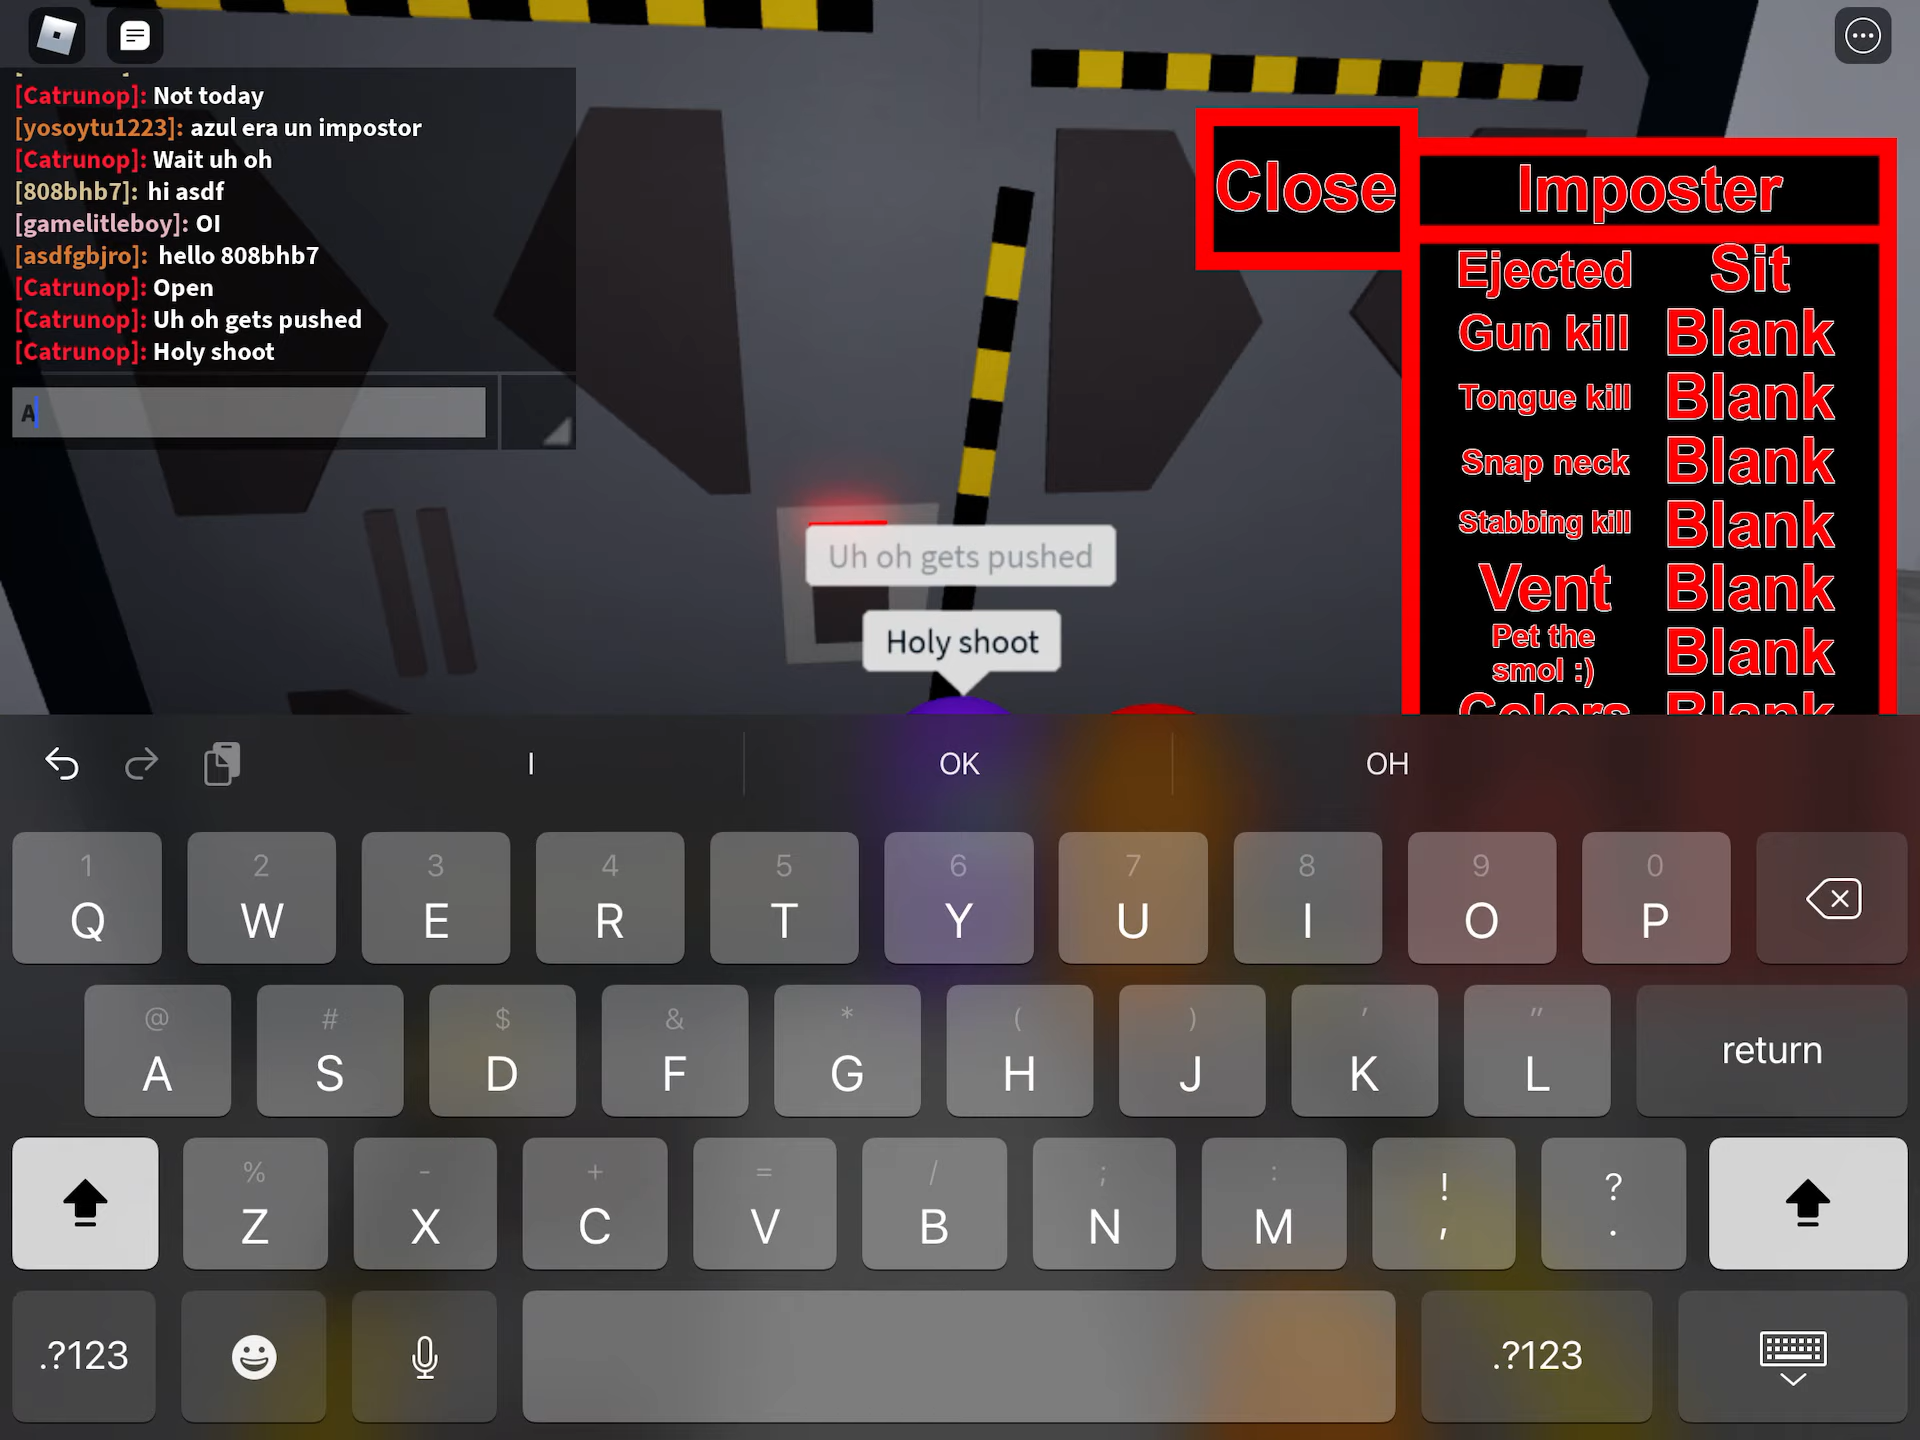 [Catrunop]: Not today
[yosoytu1223]: azul era un impostor
[Catrunop]: Wait uh oh
[808bhb7]: hi asdf
[gamelitleboy]: OI
[asdfgbjro]: hello 808bhb7
[Catrunop]: Open
[Catrunop]: Uh oh gets pushed
[Catrunop]: Holy shoot
A
Close
Imposter
Ejected Sit
Gun kill Blank
Tongue kill Blank
Snap neck Blank
Stabbing kill Blank
Vent Blank
Pet the
smol :) Blank
Colors Blank
Uh oh gets pushed
Holy shoot
I OK OH
1 2 3 4 5 6 7 8 9 0
Q W E R T Y U I O P
@ # $ & * ( ) ' "
A S D F G H J K L return
% - + = / ; : ! ?
Z X C V B N M , .
.?123 .?123